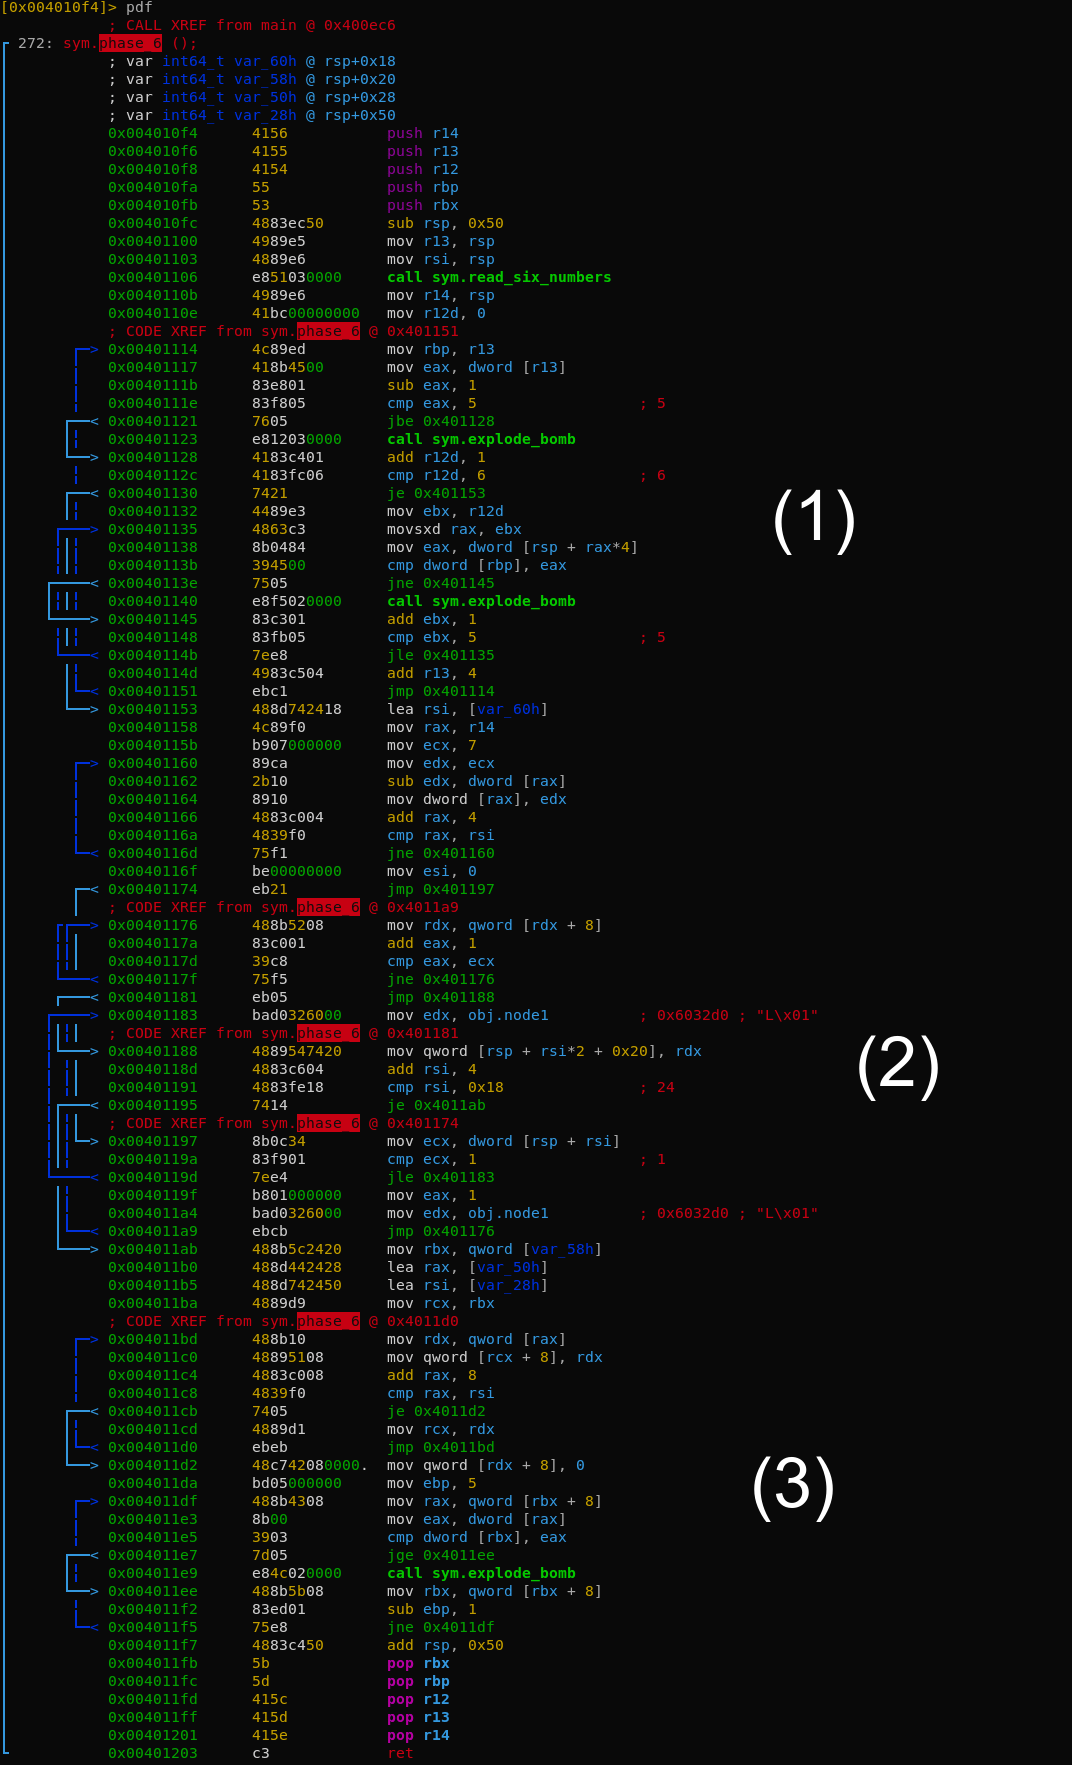 [0x004010f4]> pdf
; CALL XREF from main @ 0x400ec6
272: sym.phase_6 ();
; var int64_t var_60h @ rsp+0x18
; var int64_t var_58h @ rsp+0x20
; var int64_t var_50h @ rsp+0x28
; var int64_t var_28h @ rsp+0x50
0x004010f4 4156 push r14
0x004010f6 4155 push r13
0x004010f8 4154 push r12
0x004010fa 55 push rbp
0x004010fb 53 push rbx
0x004010fc 4883ec50 sub rsp, 0x50
0x00401100 4989e5 mov r13, rsp
0x00401103 4889e6 mov rsi, rsp
0x00401106 e851030000 call sym.read_six_numbers
0x0040110b 4989e6 mov r14, rsp
0x0040110e 41bc00000000 mov r12d, 0
; CODE XREF from sym.phase_6 @ 0x401151
> 0x00401114 4c89ed mov rbp, r13
0x00401117 418b4500 mov eax, dword [r13]
0x0040111b 83e801 sub eax, 1
0x0040111e 83f805 cmp eax, 5 ; 5
< 0x00401121 7605 jbe 0x401128
0x00401123 e812030000 call sym.explode_bomb
> 0x00401128 4183c401 add r12d, 1
0x0040112c 4183fc06 cmp r12d, 6 ; 6
< 0x00401130 7421 je 0x401153
0x00401132 4489e3 mov ebx, r12d
> 0x00401135 4863c3 movsxd rax, ebx
0x00401138 8b0484 mov eax, dword [rsp + rax*4]
0x0040113b 394500 cmp dword [rbp], eax
< 0x0040113e 7505 jne 0x401145
0x00401140 e8f5020000 call sym.explode_bomb
> 0x00401145 83c301 add ebx, 1
0x00401148 83fb05 cmp ebx, 5 ; 5
< 0x0040114b 7ee8 jle 0x401135
0x0040114d 4983c504 add r13, 4
< 0x00401151 ebc1 jmp 0x401114
> 0x00401153 488d742418 lea rsi, [var_60h]
0x00401158 4c89f0 mov rax, r14
0x0040115b b907000000 mov ecx, 7
> 0x00401160 89ca mov edx, ecx
0x00401162 2b10 sub edx, dword [rax]
0x00401164 8910 mov dword [rax], edx
0x00401166 4883c004 add rax, 4
0x0040116a 4839f0 cmp rax, rsi
< 0x0040116d 75f1 jne 0x401160
0x0040116f be00000000 mov esi, 0
< 0x00401174 eb21 jmp 0x401197
; CODE XREF from sym.phase_6 @ 0x4011a9
> 0x00401176 488b5208 mov rdx, qword [rdx + 8]
0x0040117a 83c001 add eax, 1
0x0040117d 39c8 cmp eax, ecx
< 0x0040117f 75f5 jne 0x401176
< 0x00401181 eb05 jmp 0x401188
> 0x00401183 bad0326000 mov edx, obj.node1 ; 0x6032d0 ; "L\x01"
; CODE XREF from sym.phase_6 @ 0x401181
> 0x00401188 4889547420 mov qword [rsp + rsi*2 + 0x20], rdx
0x0040118d 4883c604 add rsi, 4
0x00401191 4883fe18 cmp rsi, 0x18 ; 24
< 0x00401195 7414 je 0x4011ab
; CODE XREF from sym.phase_6 @ 0x401174
> 0x00401197 8b0c34 mov ecx, dword [rsp + rsi]
0x0040119a 83f901 cmp ecx, 1 ; 1
< 0x0040119d 7ee4 jle 0x401183
0x0040119f b801000000 mov eax, 1
0x004011a4 bad0326000 mov edx, obj.node1 ; 0x6032d0 ; "L\x01"
< 0x004011a9 ebcb jmp 0x401176
> 0x004011ab 488b5c2420 mov rbx, qword [var_58h]
0x004011b0 488d442428 lea rax, [var_50h]
0x004011b5 488d742450 lea rsi, [var_28h]
0x004011ba 4889d9 mov rcx, rbx
; CODE XREF from sym.phase_6 @ 0x4011d0
> 0x004011bd 488b10 mov rdx, qword [rax]
0x004011c0 48895108 mov qword [rcx + 8], rdx
0x004011c4 4883c008 add rax, 8
0x004011c8 4839f0 cmp rax, rsi
< 0x004011cb 7405 je 0x4011d2
0x004011cd 4889d1 mov rcx, rdx
< 0x004011d0 ebeb jmp 0x4011bd
> 0x004011d2 48c742080000. mov qword [rdx + 8], 0
0x004011da bd05000000 mov ebp, 5
> 0x004011df 488b4308 mov rax, qword [rbx + 8]
0x004011e3 8b00 mov eax, dword [rax]
0x004011e5 3903 cmp dword [rbx], eax
< 0x004011e7 7d05 jge 0x4011ee
0x004011e9 e84c020000 call sym.explode_bomb
> 0x004011ee 488b5b08 mov rbx, qword [rbx + 8]
0x004011f2 83ed01 sub ebp, 1
< 0x004011f5 75e8 jne 0x4011df
0x004011f7 4883c450 add rsp, 0x50
0x004011fb 5b pop rbx
0x004011fc 5d pop rbp
0x004011fd 415c pop r12
0x004011ff 415d pop r13
0x00401201 415e pop r14
0x00401203 c3 ret
(1)
(2)
(3)